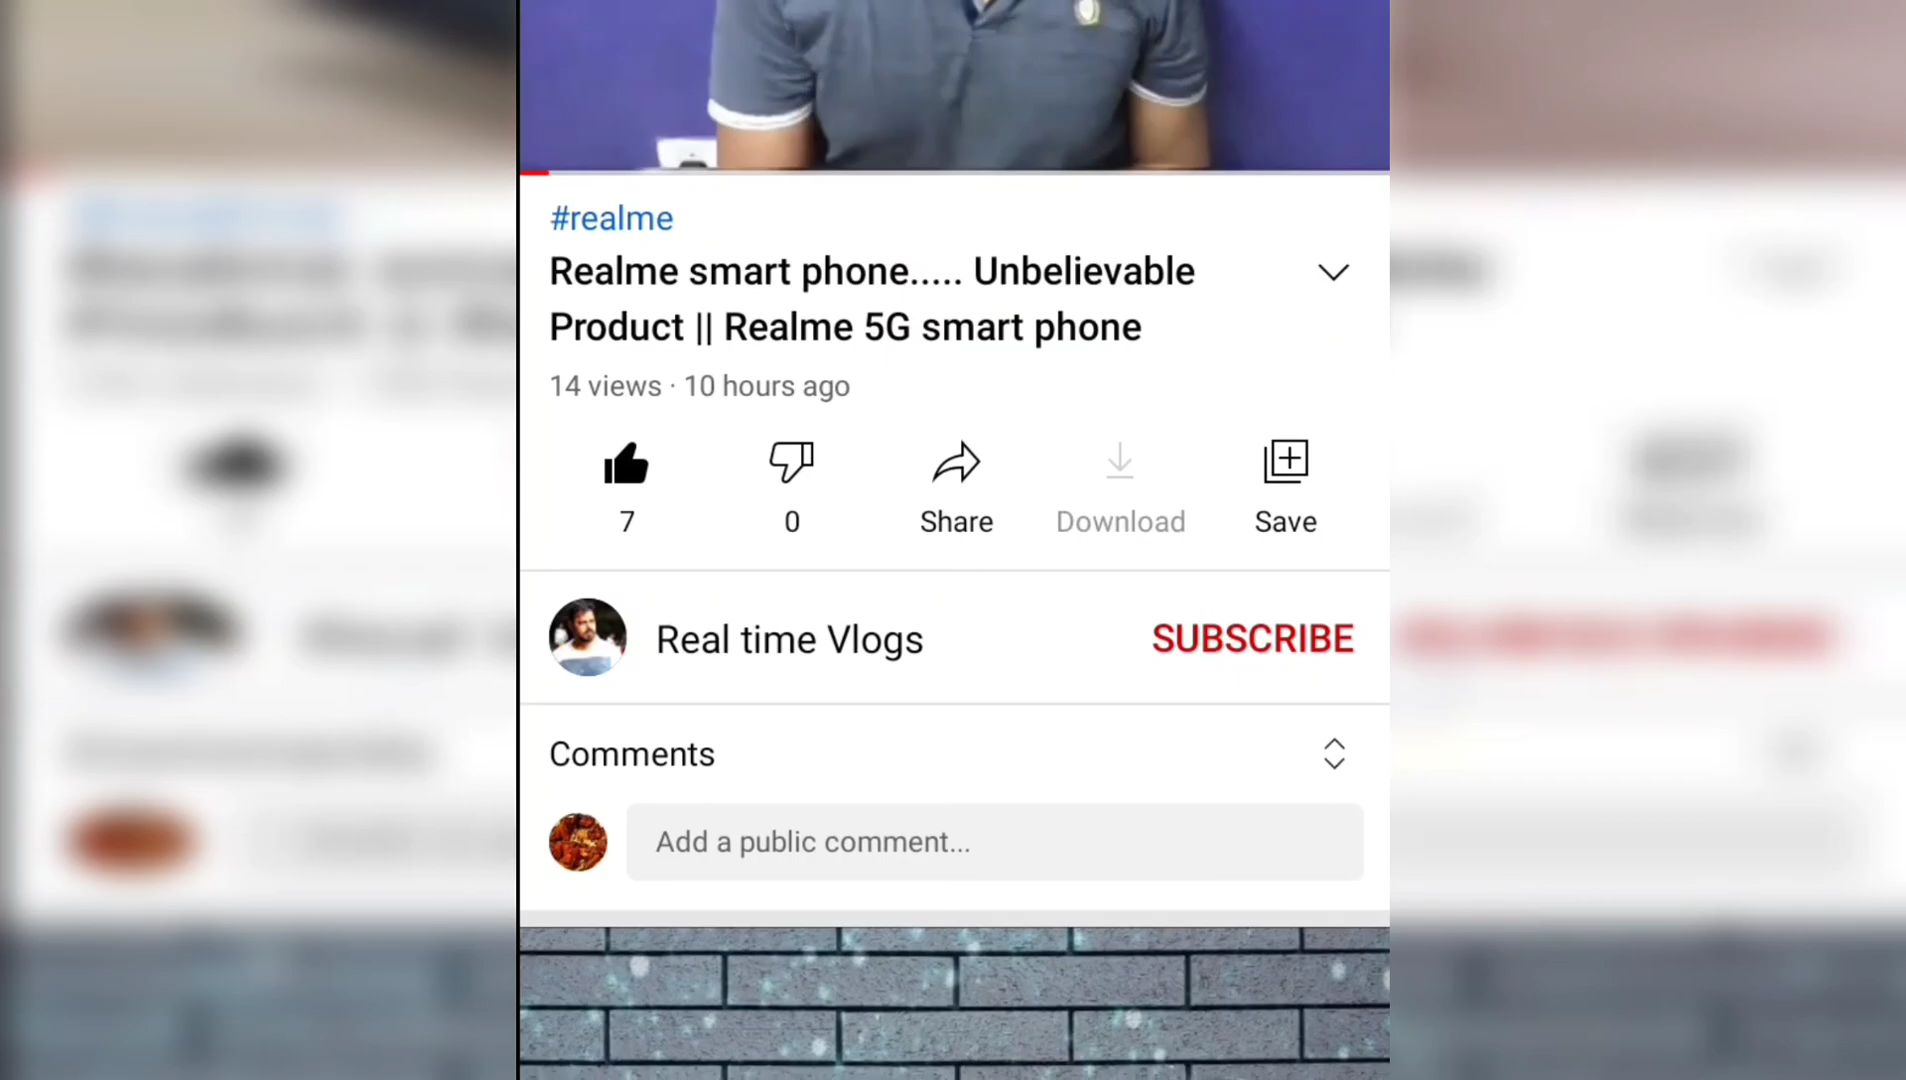 #realme
Realme smart phone..... Unbelievable
Product || Realme 5G smart phone
14 views · 10 hours ago
7
0
Share
Download
Save
Real time Vlogs
SUBSCRIBE
Comments
Add a public comment...